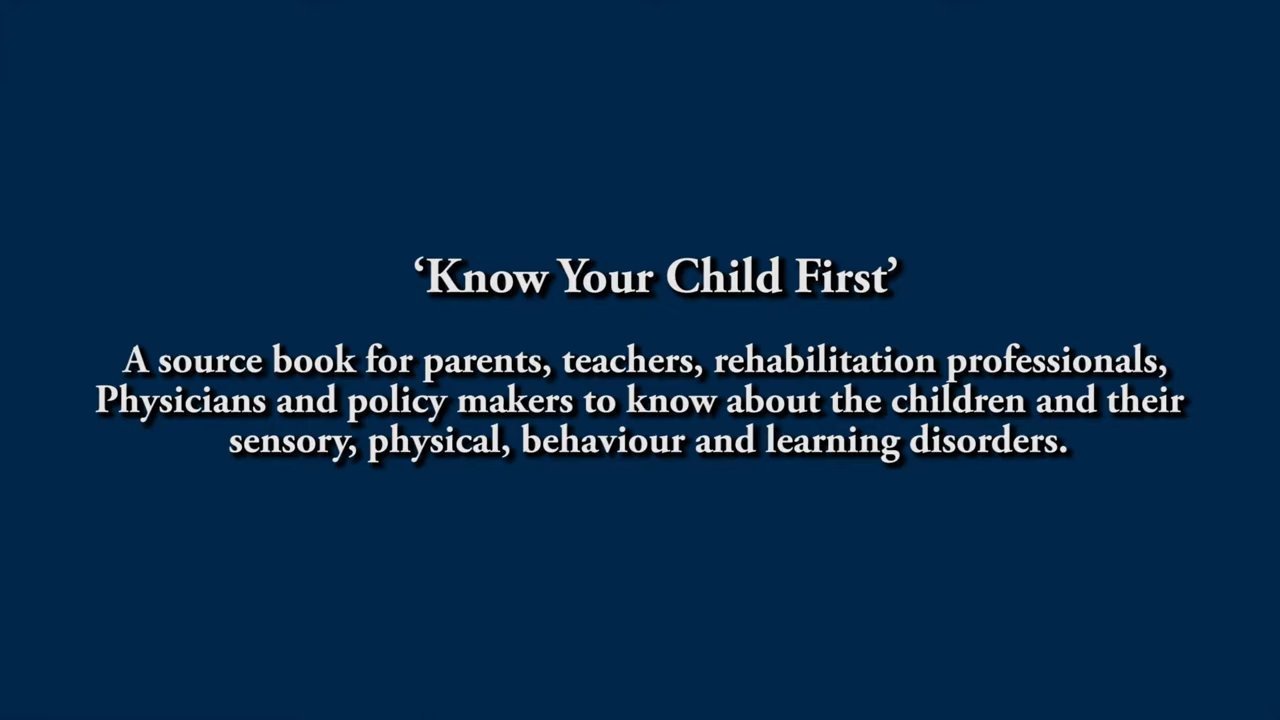 ‘Know Your Child First’
A source book for parents, teachers, rehabilitation professionals,
Physicians and policy makers to know about the children and their
sensory, physical, behaviour and learning disorders.